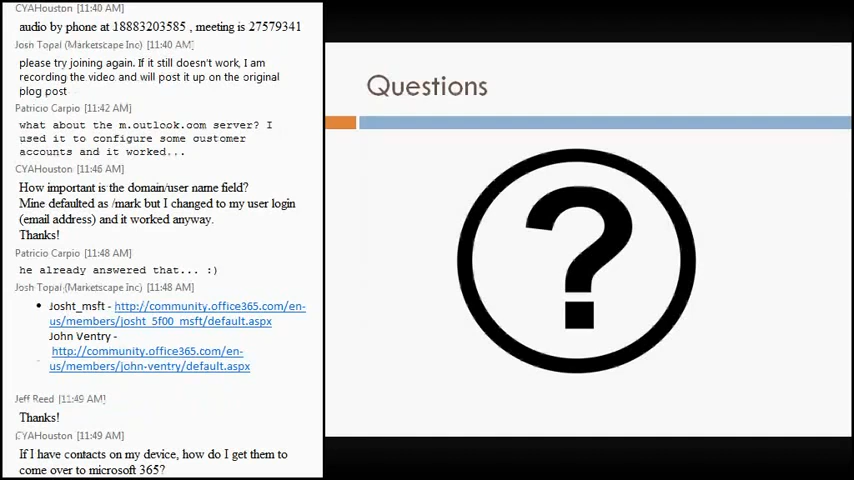 CYAHouston [11:40 AM]
audio by phone at 18883203585 , meeting is 27579341
Josh Topal (Marketscape Inc) [11:40 AM]
please try joining again. If it still doesn't work, I am
recording the video and will post it up on the original
blog post
Patricio Carpio [11:42 AM]
what about the m.outlook.com server? I
used it to configure some customer
accounts and it worked...
CYAHouston [11:46 AM]
How important is the domain/user name field?
Mine defaulted as /mark but I changed to my user login
(email address) and it worked anyway.
Thanks!
Patricio Carpio [11:48 AM]
he already answered that... :)
Josh Topal (Marketscape Inc) [11:48 AM]
• Josht_msft - http://community.office365.com/en-
us/members/josht_5f00_msft/default.aspx
John Ventry -
http://community.office365.com/en-
us/members/john-ventry/default.aspx
Jeff Reed [11:49 AM]
Thanks!
CYAHouston [11:49 AM]
If I have contacts on my device, how do I get them to
come over to microsoft 365?
Questions
?